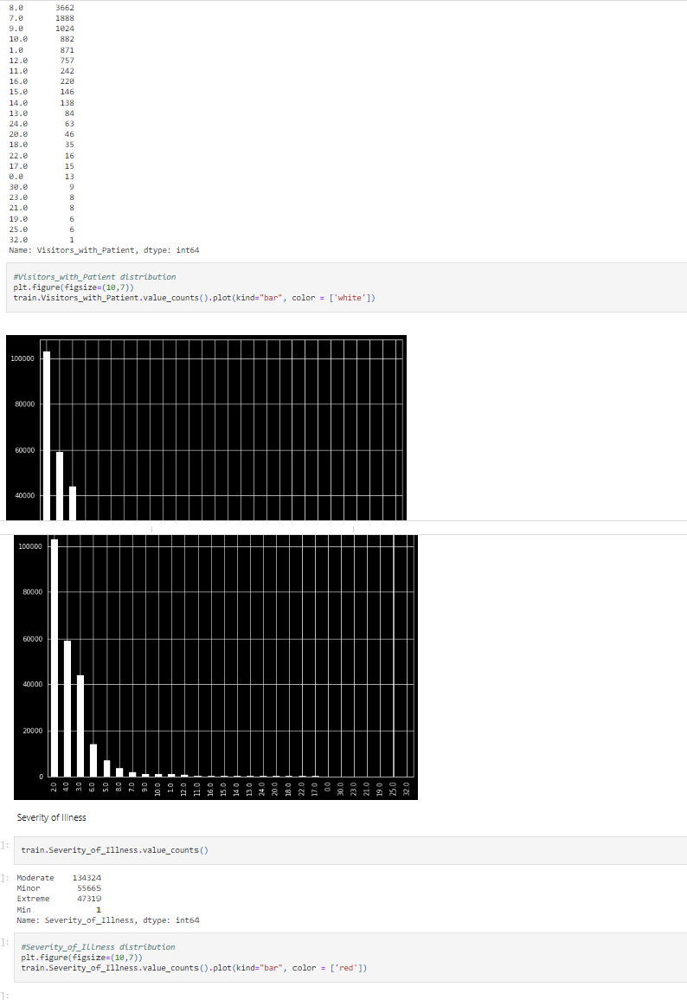 8.0 3662
7.0 1888
9.0 1024
10.0 882
1.0 871
12.0 757
11.0 242
16.0 220
15.0 146
14.0 138
13.0 84
24.0 63
20.0 46
18.0 35
22.0 16
17.0 15
0.0 13
30.0 9
23.0 8
21.0 8
19.0 6
25.0 6
32.0 1
Name: Visitors_with_Patient, dtype: int64
#Visitors_with_Patient distribution
plt.figure(figsize=(10,7))
train.Visitors_with_Patient.value_counts().plot(kind="bar", color = ['white'])
100000
80000
60000
40000
100000
80000
60000
40000
20000
0
2.0 4.0 3.0 6.0 5.0 8.0 7.0 9.0 10.0 1.0 12.0 11.0 16.0 15.0 14.0 13.0 24.0 20.0 18.0 22.0 17.0 0.0 30.0 23.0 21.0 19.0 25.0 32.0
Severity of Illness
]: train.Severity_of_Illness.value_counts()
]: Moderate 134324
Minor 55665
Extreme 47319
Min 1
Name: Severity_of_Illness, dtype: int64
]: #Severity_of_Illness distribution
plt.figure(figsize=(10,7))
train.Severity_of_Illness.value_counts().plot(kind="bar", color = ['red'])
]: